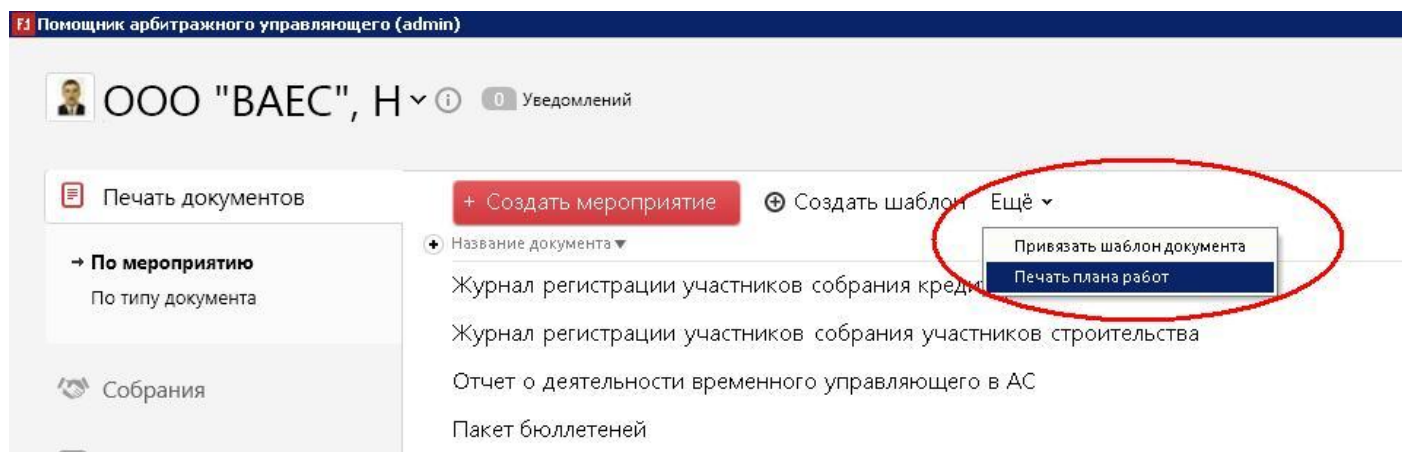 Помощник арбитражного управляющего (admin)
ООО "ВАЕС", Н
0 Уведомлений
Печать документов
+ Создать мероприятие
Создать шаблон
Ещё
Название документа
Привязать шаблон документа
→ По мероприятию
Печать плана работ
По типу документа
Журнал регистрации участников собрания
Журнал регистрации участников собрания участников строительства
Собрания
Отчет о деятельности временного управляющего в АС
Пакет бюллетеней